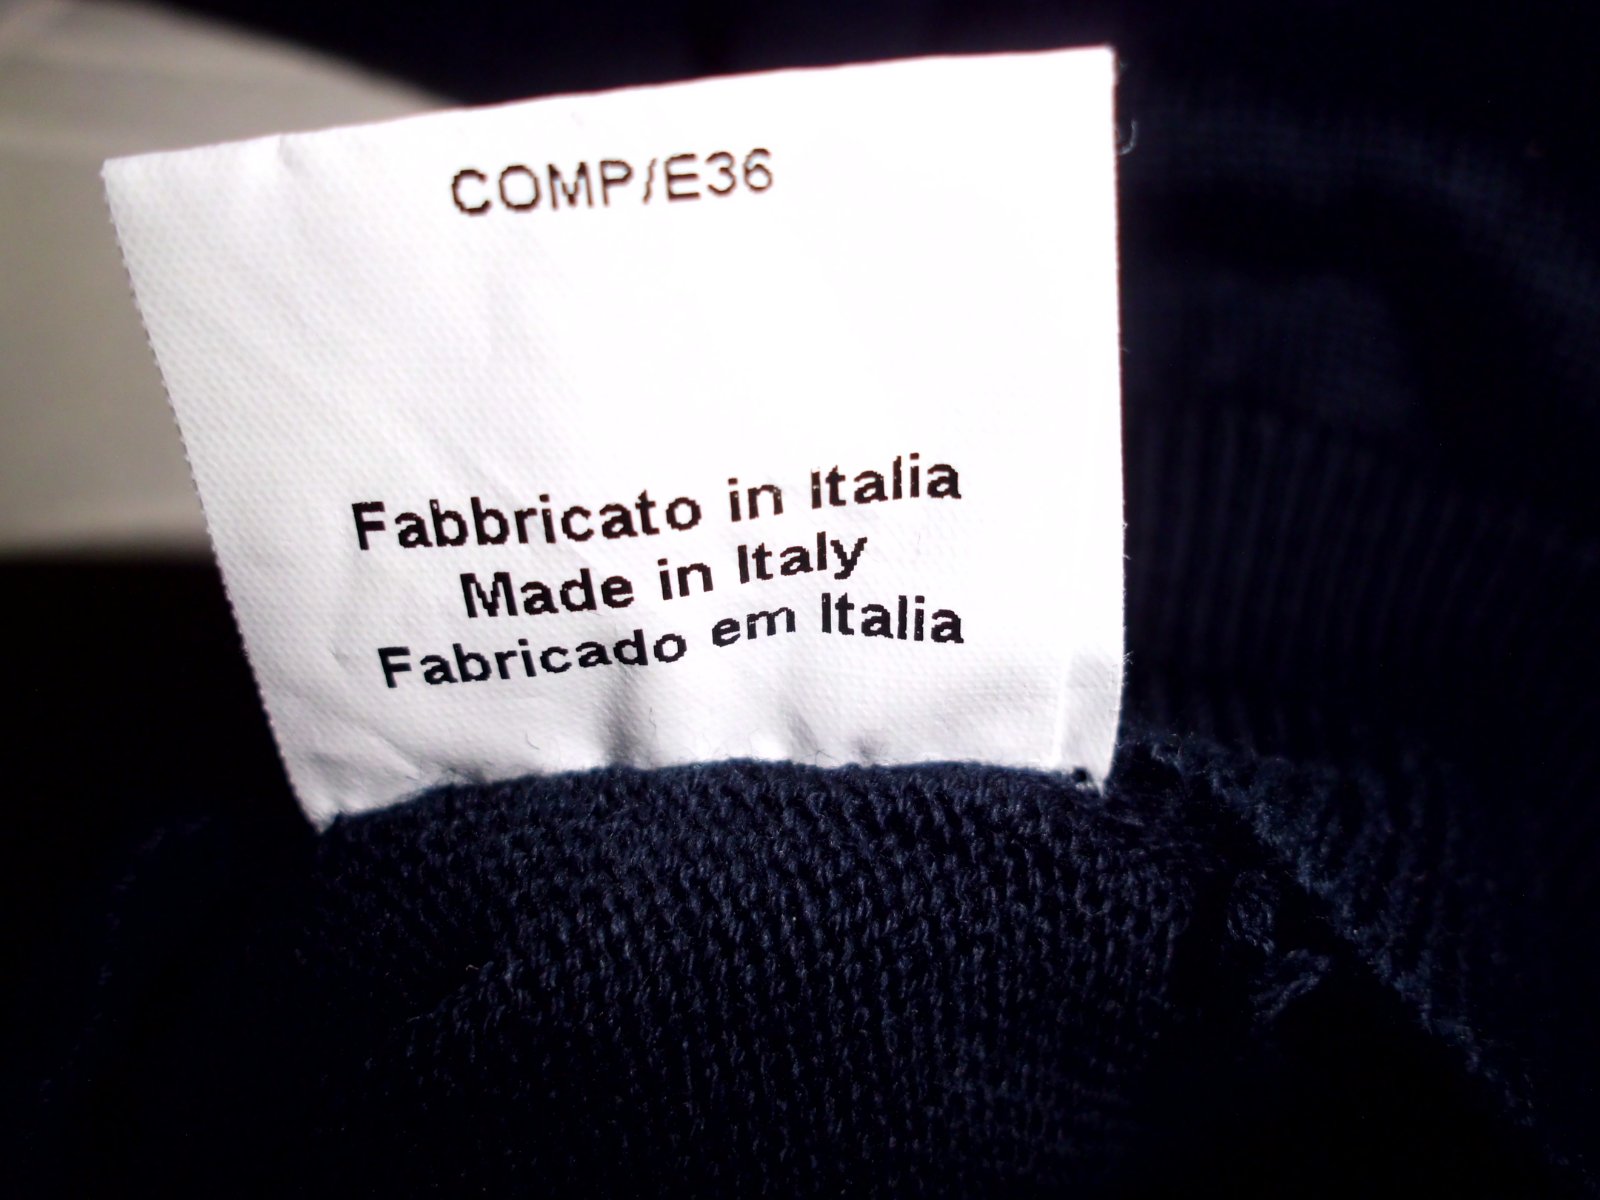 COMP/E36
Fabbricato in Italia
Made in Italy
Fabricado em Italia